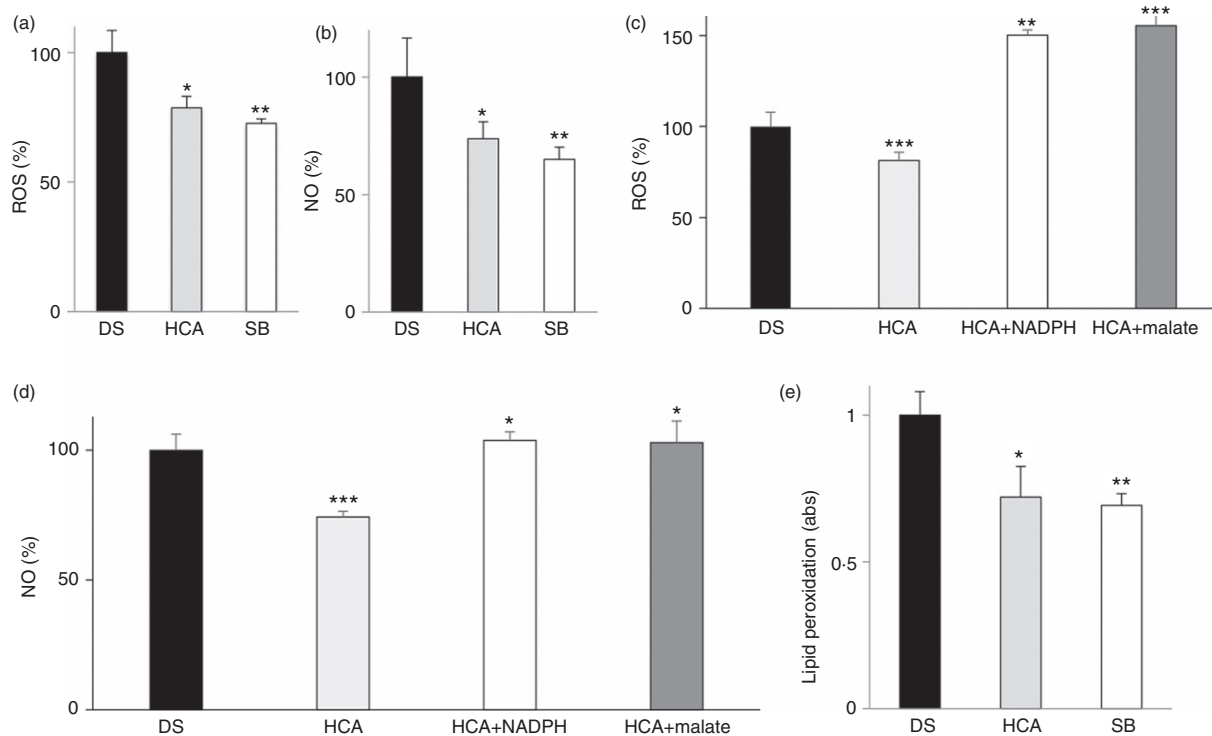 (a)
100
50
0
ROS (%)
*
**
DS HCA SB
(b)
100
50
0
NO (%)
*
**
DS HCA SB
(c)
150
100
50
0
ROS (%)
***
**
***
DS HCA HCA+NADPH HCA+malate
(d)
100
50
0
NO (%)
***
*
*
DS HCA HCA+NADPH HCA+malate
(e)
1
0·5
0
Lipid peroxidation (abs)
*
**
DS HCA SB